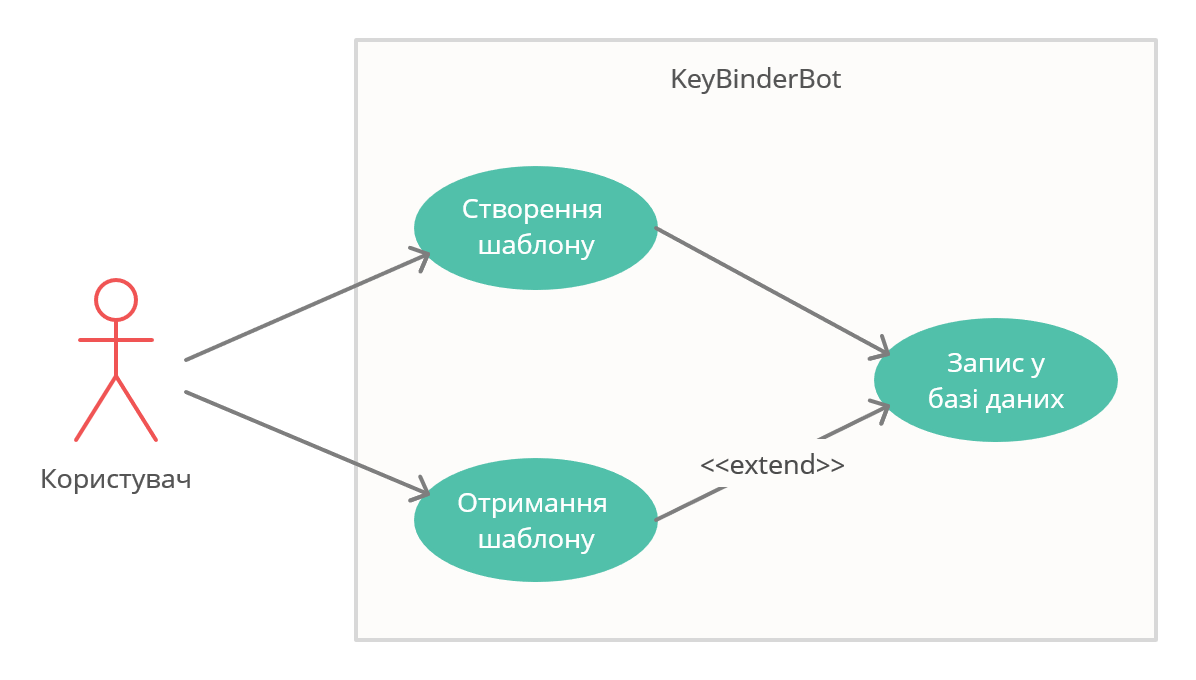 KeyBinderBot
Створення
шаблону
Запис у
базі даних
<<extend>>
Користувач
Отримання
шаблону